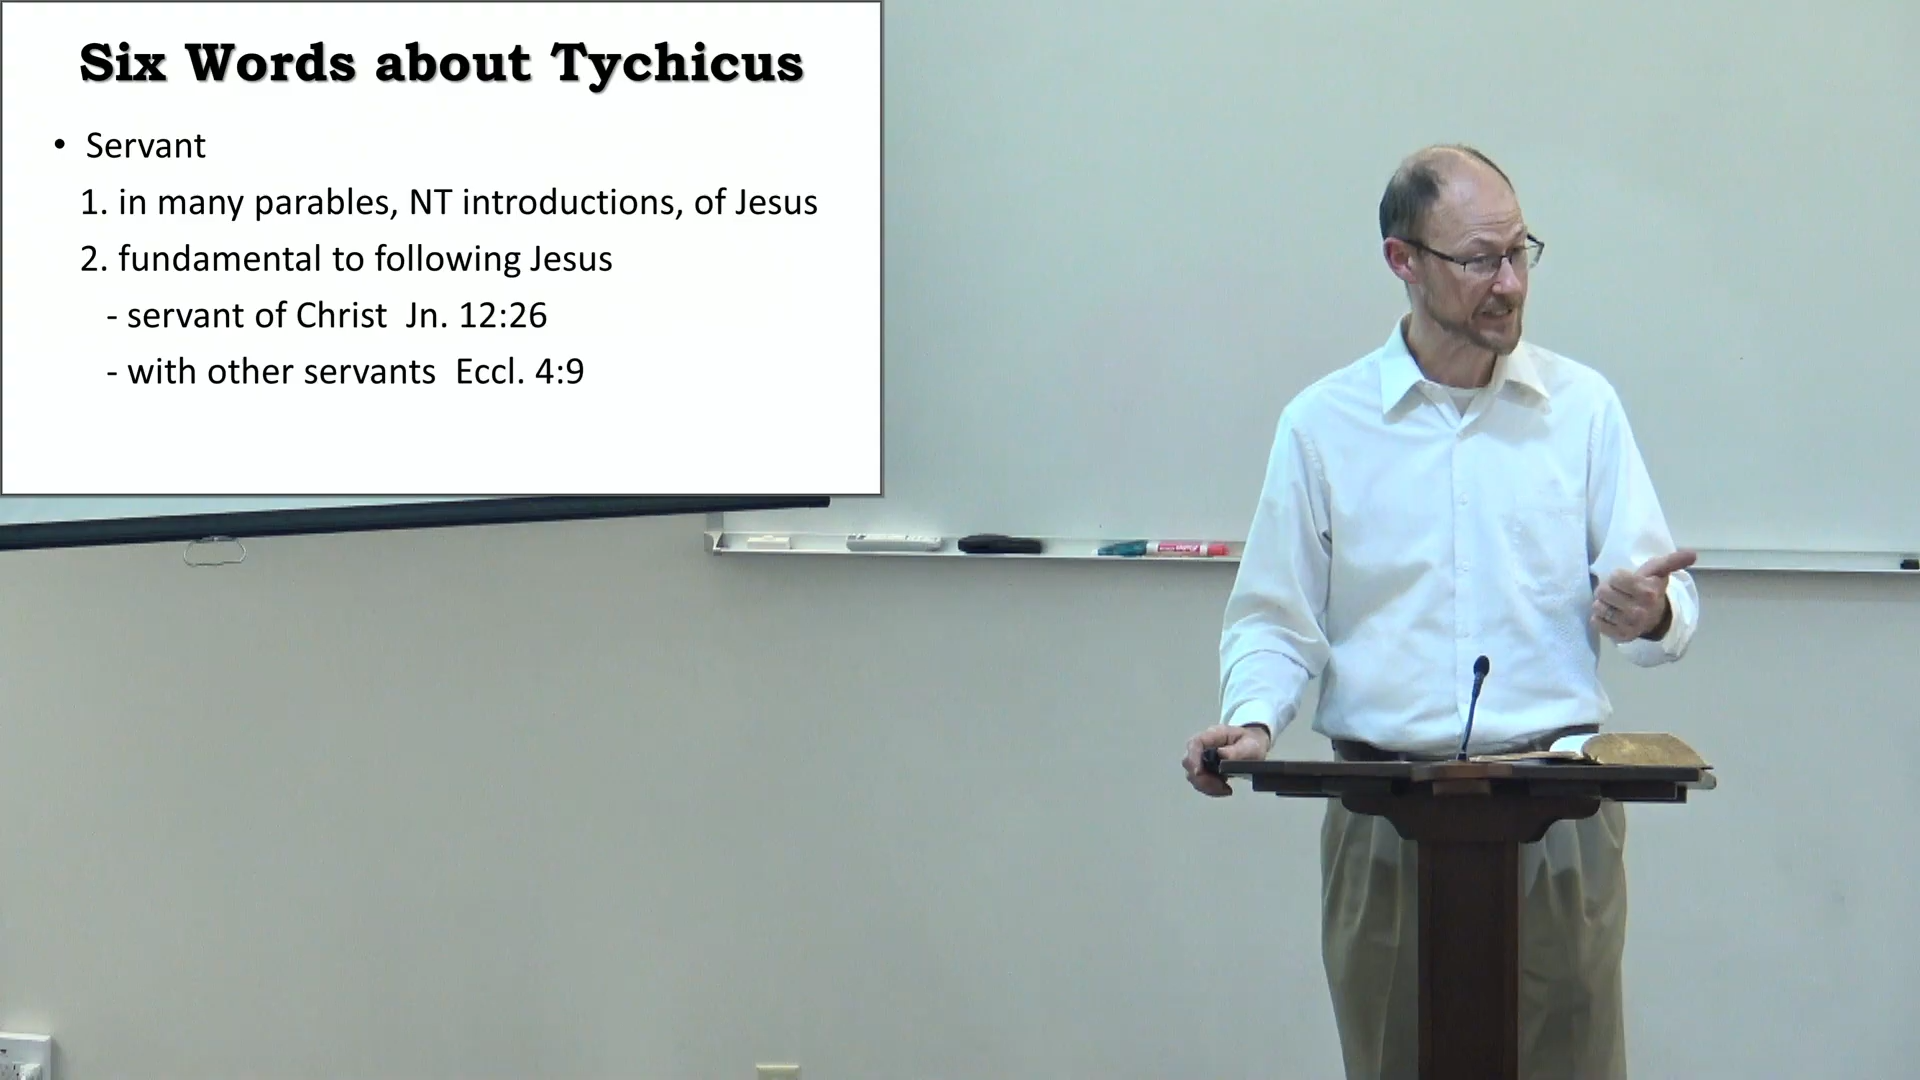 Six Words about Tychicus
• Servant
1. in many parables, NT introductions, of Jesus
2. fundamental to following Jesus
- servant of Christ  Jn. 12:26
- with other servants  Eccl. 4:9